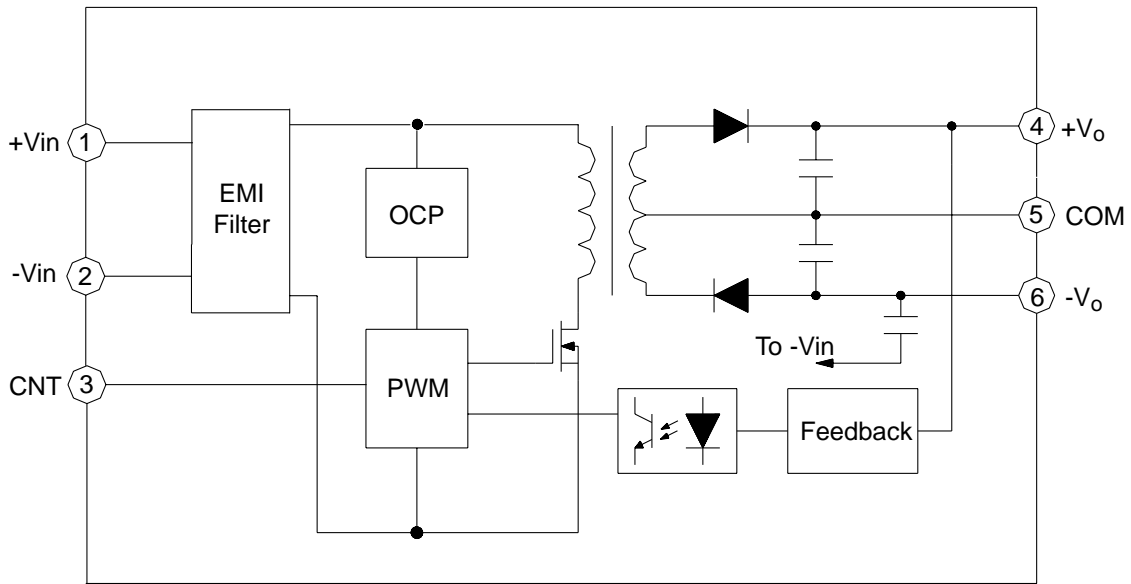 +Vin
1
EMI
Filter
OCP
4
+Vo
5
COM
-Vin
2
6
-Vo
To -Vin
CNT
3
PWM
Feedback